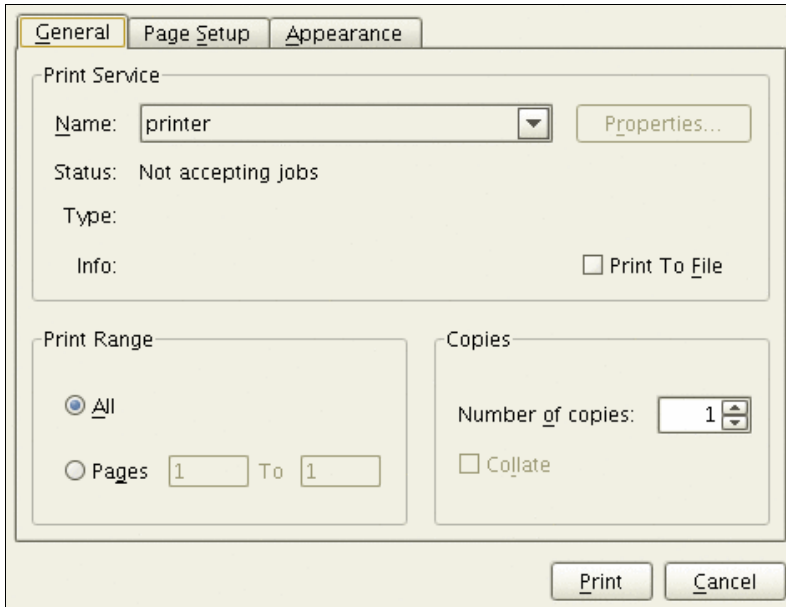 General Page Setup Appearance
Print Service
Name: printer Properties...
Status: Not accepting jobs
Type:
Info: Print To File
Print Range
All
Pages 1 To 1
Copies
Number of copies: 1
Collate
Print Cancel